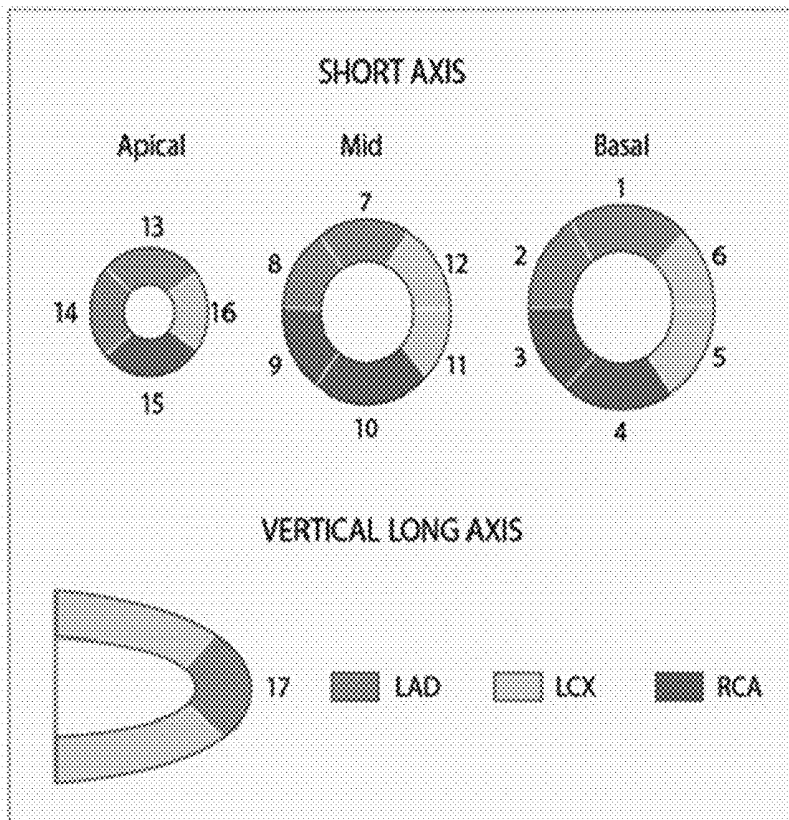 SHORT AXIS
Apical Mid Basal
13 7 1
14 16 8 12 2 6
15 9 11 3 5
10 4
VERTICAL LONG AXIS
17 LAD LCX RCA